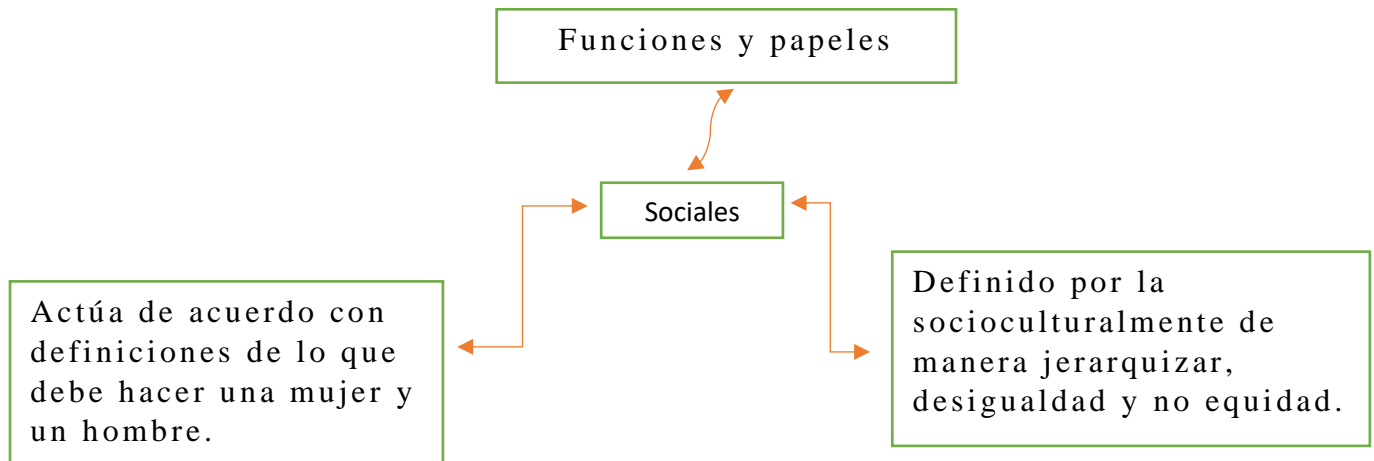 Funciones y papeles
Sociales
Actúa de acuerdo con
definiciones de lo que
debe hacer una mujer y
un hombre.
Definido por la
socioculturalmente de
manera jerarquizar,
desigualdad y no equidad.